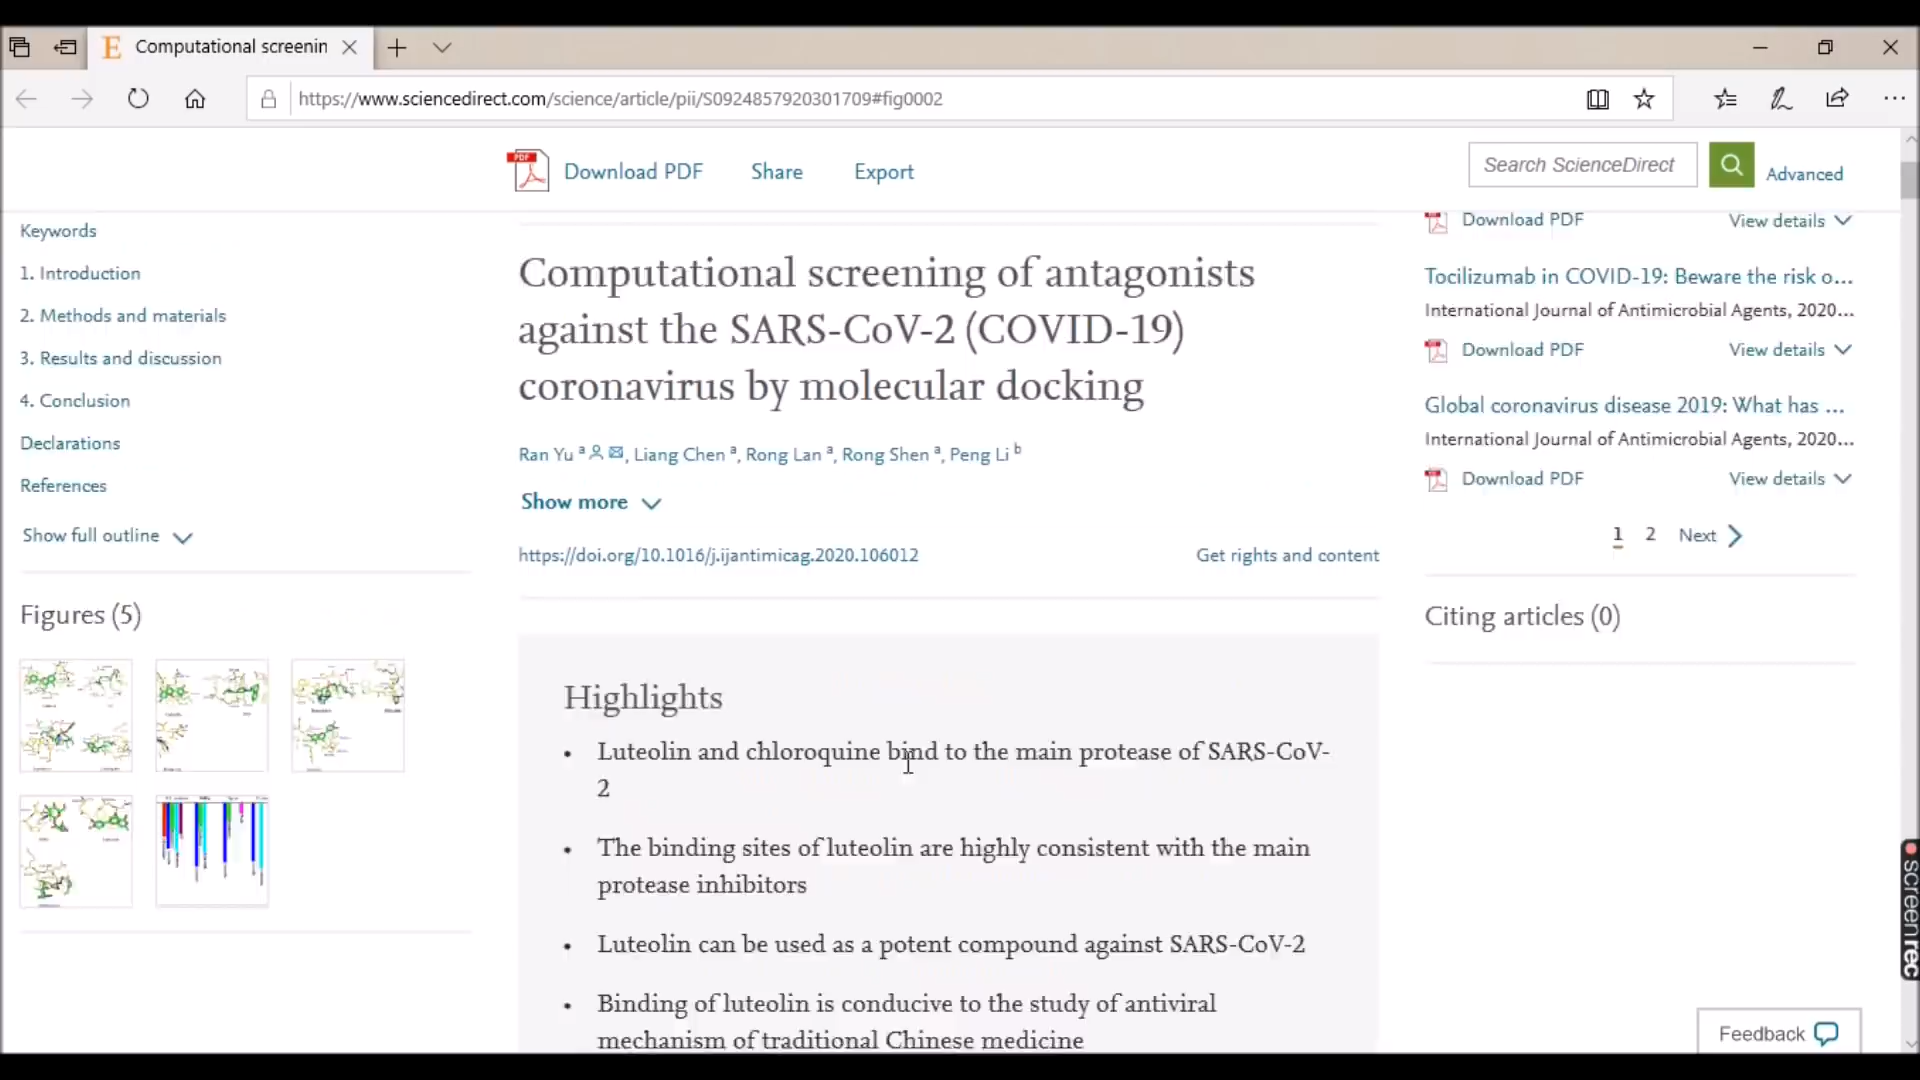 Computational screenin
https://www.sciencedirect.com/science/article/pii/S0924857920301709#fig0002
Download PDF Share Export
Search ScienceDirect
Advanced
Keywords
1. Introduction
2. Methods and materials
3. Results and discussion
4. Conclusion
Declarations
References
Show full outline
Figures (5)
Computational screening of antagonists
against the SARS-CoV-2 (COVID-19)
coronavirus by molecular docking
Ran Yu a, Liang Chen a, Rong Lan a, Rong Shen a, Peng Li b
Show more
https://doi.org/10.1016/j.ijantimicag.2020.106012
Get rights and content
Highlights
• Luteolin and chloroquine bind to the main protease of SARS-CoV-
2
• The binding sites of luteolin are highly consistent with the main
protease inhibitors
• Luteolin can be used as a potent compound against SARS-CoV-2
• Binding of luteolin is conducive to the study of antiviral
mechanism of traditional Chinese medicine
Download PDF View details
Tocilizumab in COVID-19: Beware the risk o...
International Journal of Antimicrobial Agents, 2020...
Download PDF View details
Global coronavirus disease 2019: What has ...
International Journal of Antimicrobial Agents, 2020...
Download PDF View details
1 2 Next
Citing articles (0)
Feedback
screenrec